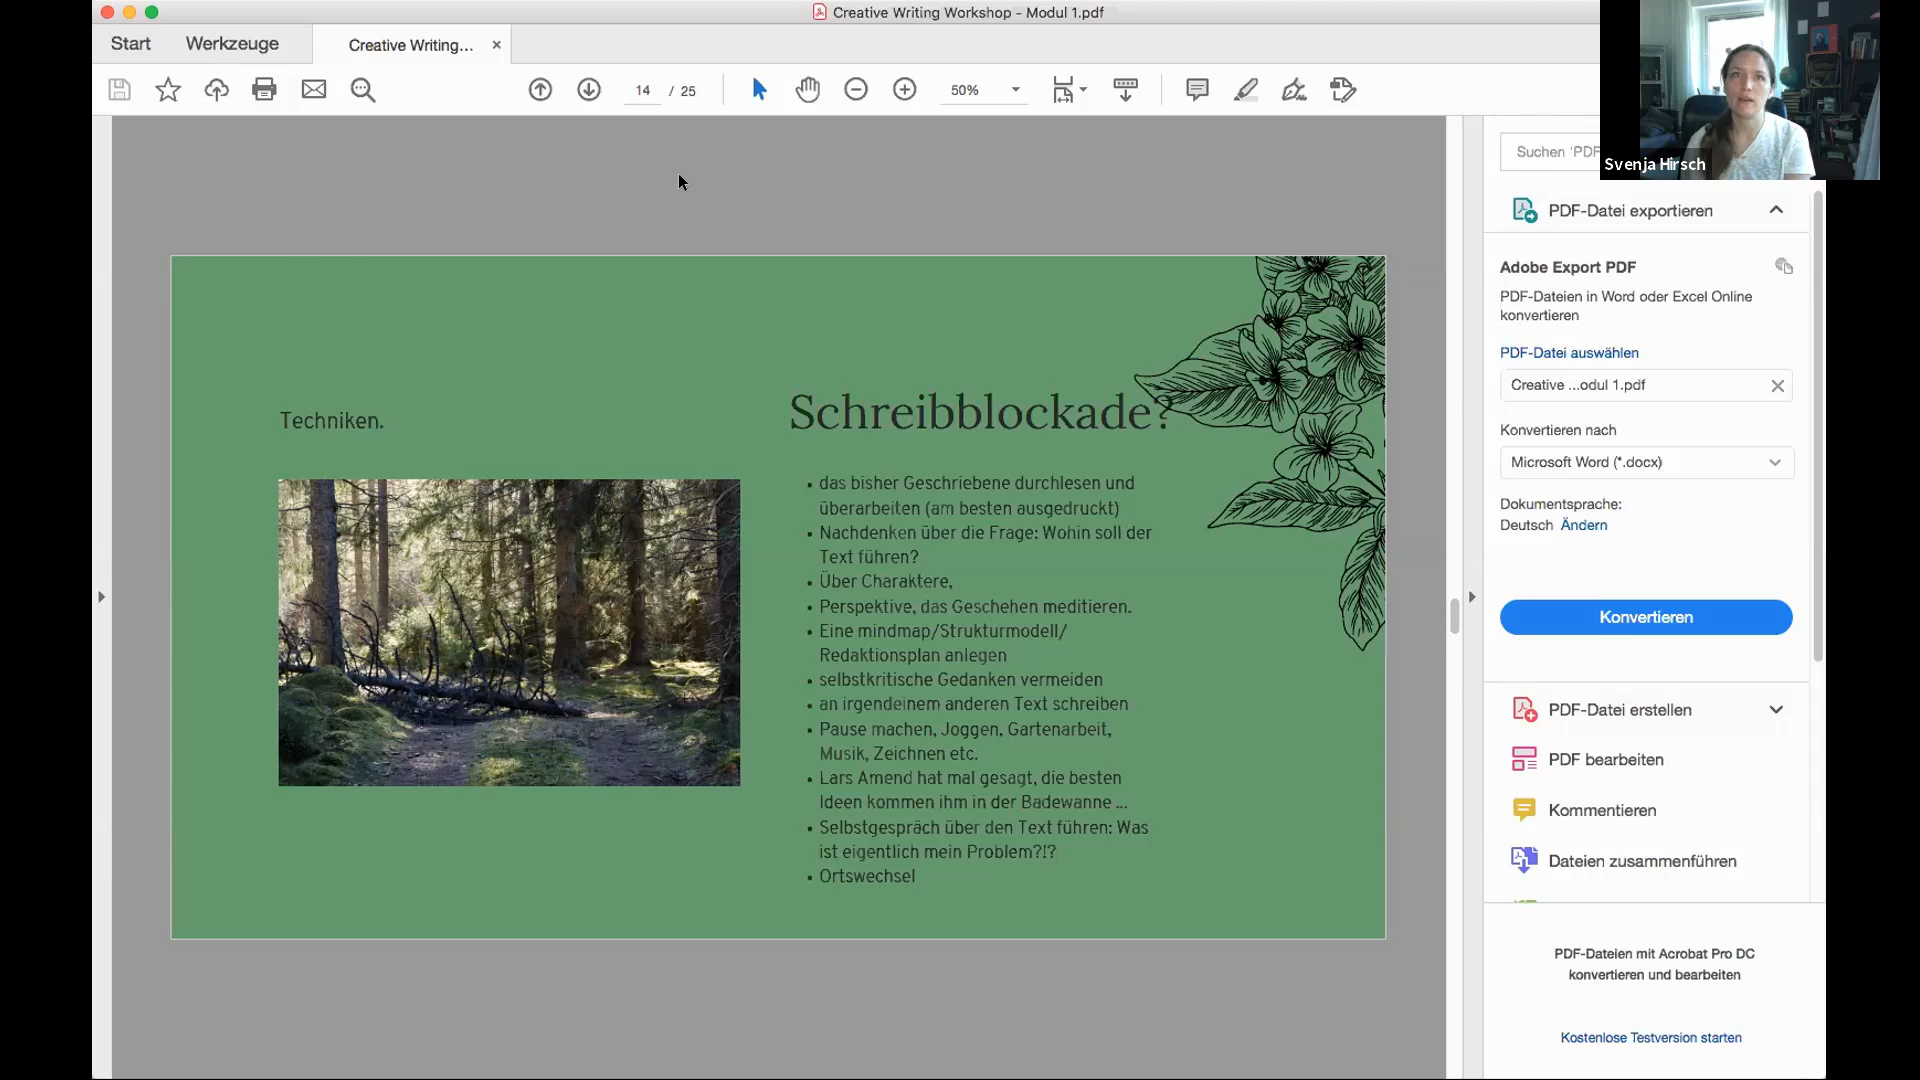 Creative Writing Workshop - Modul 1.pdf
Start
Werkzeuge
Creative Writing...
14 / 25
50%
Svenja Hirsch
Suchen 'PDF
PDF-Datei exportieren
Adobe Export PDF
PDF-Dateien in Word oder Excel Online
konvertieren
PDF-Datei auswählen
Creative ...odul 1.pdf
Konvertieren nach
Microsoft Word (*.docx)
Dokumentsprache:
Deutsch Ändern
Konvertieren
PDF-Datei erstellen
PDF bearbeiten
Kommentieren
Dateien zusammenführen
PDF-Dateien mit Acrobat Pro DC
konvertieren und bearbeiten
Kostenlose Testversion starten
Techniken.
Schreibblockade?
• das bisher Geschriebene durchlesen und
überarbeiten (am besten ausgedruckt)
• Nachdenken über die Frage: Wohin soll der
Text führen?
• Über Charaktere,
• Perspektive, das Geschehen meditieren.
• Eine mindmap/Strukturmodell/
Redaktionsplan anlegen
• selbstkritische Gedanken vermeiden
• an irgendeinem anderen Text schreiben
• Pause machen, Joggen, Gartenarbeit,
Musik, Zeichnen etc.
• Lars Amend hat mal gesagt, die besten
Ideen kommen ihm in der Badewanne ...
• Selbstgespräch über den Text führen: Was
ist eigentlich mein Problem?!?
• Ortswechsel